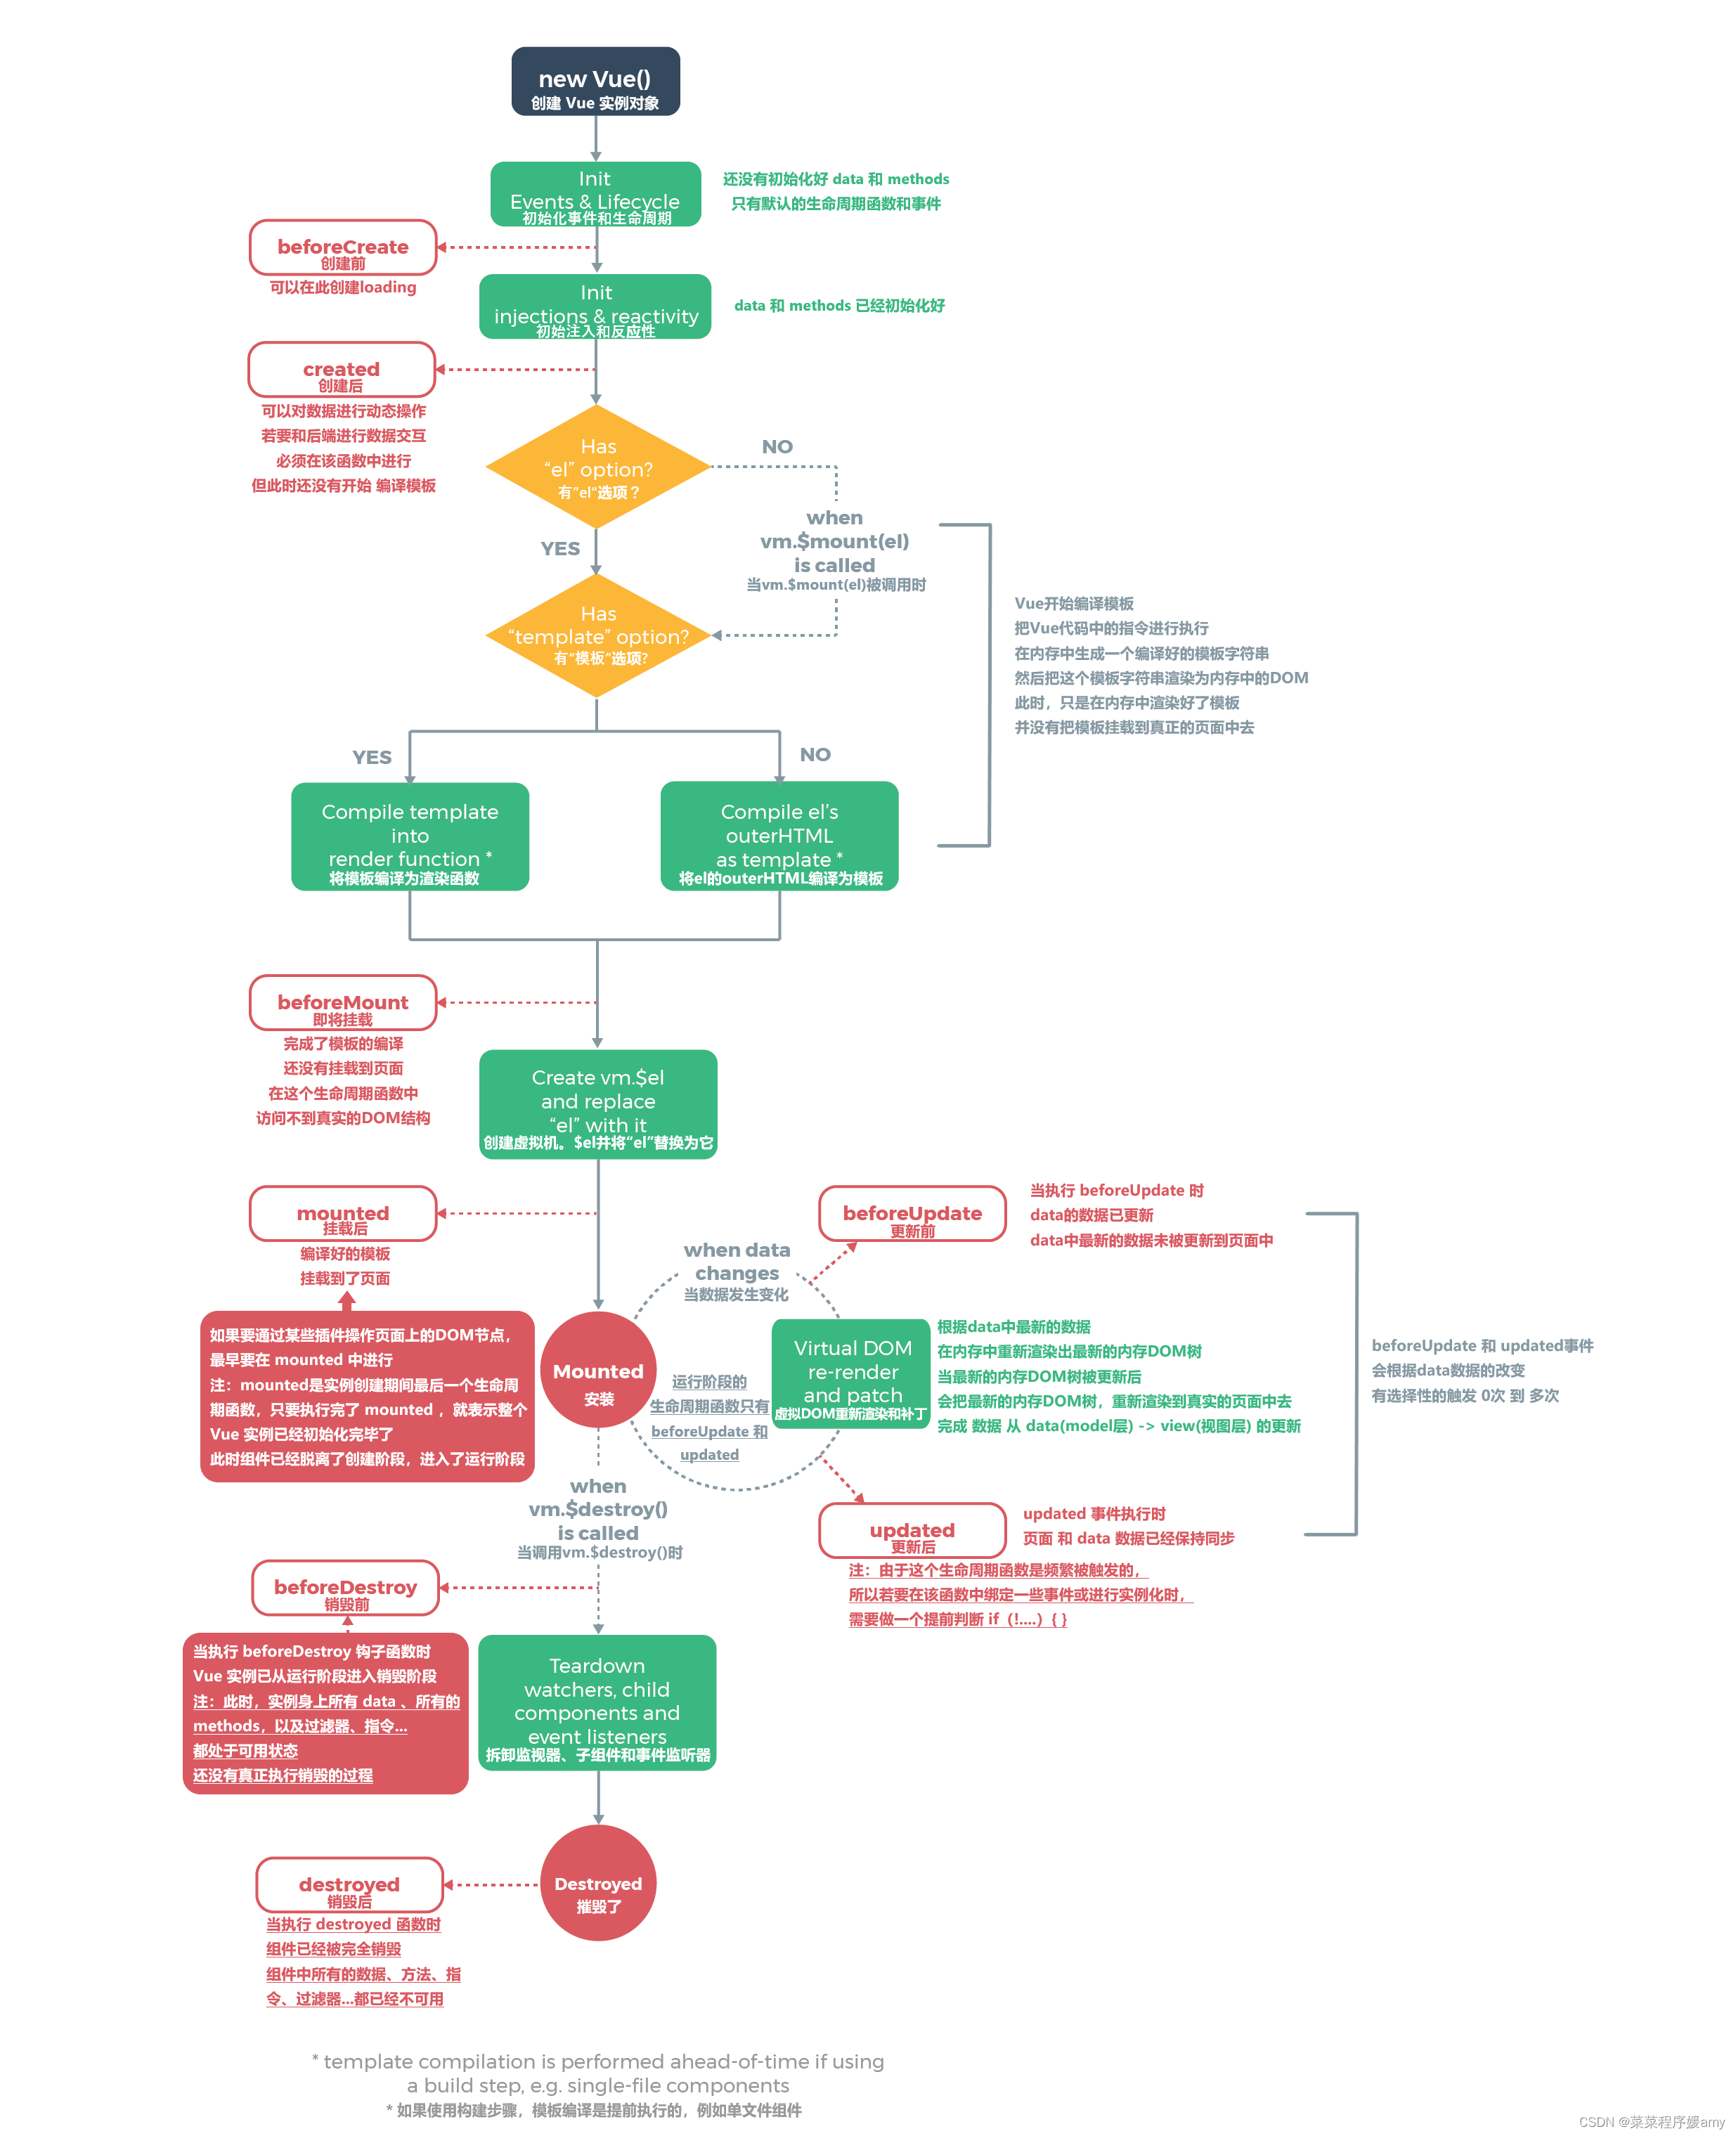 new Vue()
创建 Vue 实例对象
Init
Events & Lifecycle
初始化事件和生命周期
还没有初始化好 data 和 methods
只有默认的生命周期函数和事件
beforeCreate
创建前
可以在此创建loading
Init
injections & reactivity
初始注入和反应性
data 和 methods 已经初始化好
created
创建后
可以对数据进行动态操作
若要和后端进行数据交互
必须在该函数中进行
但此时还没有开始 编译模板
Has
“el” option?
有“el“选项？
NO
when
vm.$mount(el)
is called
当vm.$mount(el)被调用时
YES
Has
“template” option?
有“模板”选项?
Vue开始编译模板
把Vue代码中的指令进行执行
在内存中生成一个编译好的模板字符串
然后把这个模板字符串渲染为内存中的DOM
此时，只是在内存中渲染好了模板
并没有把模板挂载到真正的页面中去
YES
NO
Compile template
into
render function *
将模板编译为渲染函数
Compile el’s
outerHTML
as template *
将el的outerHTML编译为模板
beforeMount
即将挂载
完成了模板的编译
还没有挂载到页面
在这个生命周期函数中
访问不到真实的DOM结构
Create vm.$el
and replace
“el” with it
创建虚拟机。$el并将“el”替换为它
mounted
挂载后
编译好的模板
挂载到了页面
如果要通过某些插件操作页面上的DOM节点，
最早要在 mounted 中进行
注：mounted是实例创建期间最后一个生命周
期函数，只要执行完了 mounted ，就表示整个
Vue 实例已经初始化完毕了
此时组件已经脱离了创建阶段，进入了运行阶段
Mounted
安装
when data
changes
当数据发生变化
运行阶段的
生命周期函数只有
beforeUpdate 和
updated
beforeUpdate
更新前
当执行 beforeUpdate 时
data的数据已更新
data中最新的数据未被更新到页面中
Virtual DOM
re-render
and patch
虚拟DOM重新渲染和补丁
根据data中最新的数据
在内存中重新渲染出最新的内存DOM树
当最新的内存DOM树被更新后
会把最新的内存DOM树，重新渲染到真实的页面中去
完成 数据 从 data(model层) -> view(视图层) 的更新
beforeUpdate 和 updated事件
会根据data数据的改变
有选择性的触发 0次 到 多次
updated
更新后
updated 事件执行时
页面 和 data 数据已经保持同步
注：由于这个生命周期函数是频繁被触发的，
所以若要在该函数中绑定一些事件或进行实例化时，
需要做一个提前判断 if（!....）{ }
when
vm.$destroy()
is called
当调用vm.$destroy()时
beforeDestroy
销毁前
当执行 beforeDestroy 钩子函数时
Vue 实例已从运行阶段进入销毁阶段
注：此时，实例身上所有 data 、所有的
methods，以及过滤器、指令...
都处于可用状态
还没有真正执行销毁的过程
Teardown
watchers, child
components and
event listeners
拆卸监视器、子组件和事件监听器
Destroyed
摧毁了
destroyed
销毁后
当执行 destroyed 函数时
组件已经被完全销毁
组件中所有的数据、方法、指
令、过滤器...都已经不可用
* template compilation is performed ahead-of-time if using
a build step, e.g. single-file components
* 如果使用构建步骤，模板编译是提前执行的，例如单文件组件
CSDN @菜菜程序媛amy